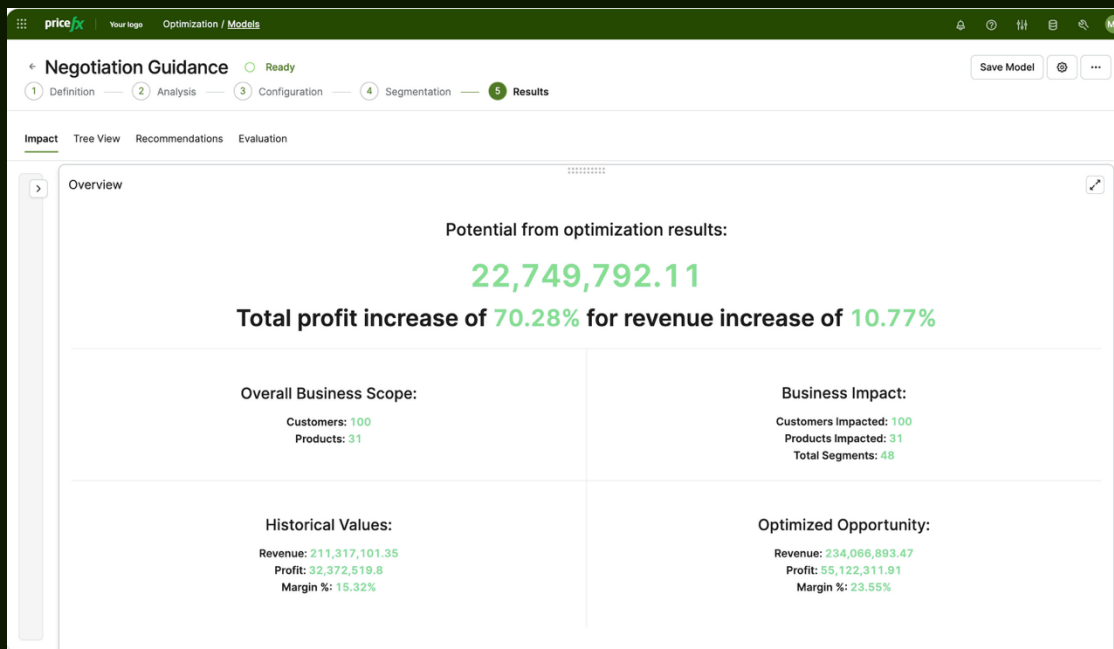 pricefx Your logo Optimization / Models
← Negotiation Guidance Ready Save Model ...
1 Definition 2 Analysis 3 Configuration 4 Segmentation 5 Results
Impact Tree View Recommendations Evaluation
Overview
Potential from optimization results:
22,749,792.11
Total profit increase of 70.28% for revenue increase of 10.77%
Overall Business Scope:
Customers: 100
Products: 31
Business Impact:
Customers Impacted: 100
Products Impacted: 31
Total Segments: 48
Historical Values:
Revenue: 211,317,101.35
Profit: 32,372,519.8
Margin %: 15.32%
Optimized Opportunity:
Revenue: 234,066,893.47
Profit: 55,122,311.91
Margin %: 23.55%